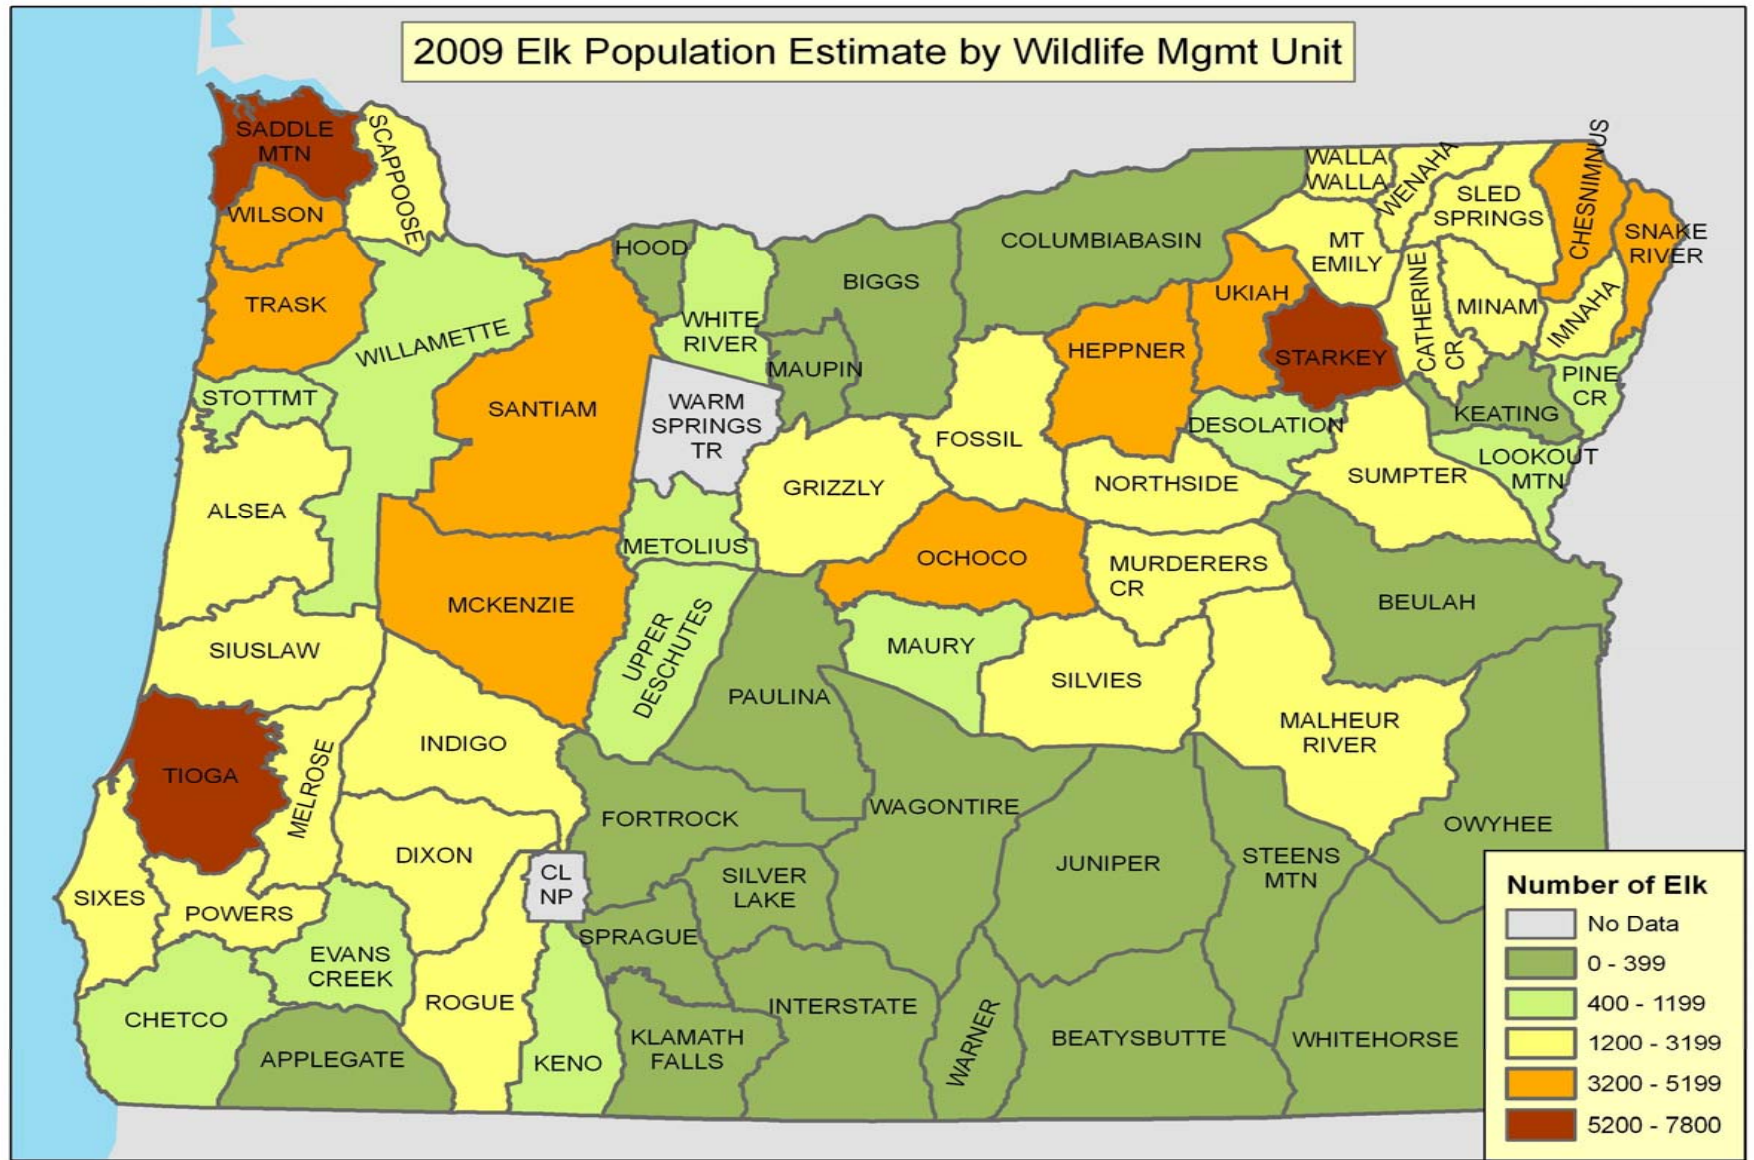 2009 Elk Population Estimate by Wildlife Mgmt Unit
SADDLE
MTN
SCAPPOOSE
WILSON
TRASK
WILLAMETTE
STOTTMT
ALSEA
SIUSLAW
TIOGA
MELROSE
SIXES
POWERS
CHETCO
EVANS
CREEK
APPLEGATE
ROGUE
KENO
DIXON
INDIGO
CL
NP
SANTIAM
MCKENZIE
HOOD
WHITE
RIVER
WARM
SPRINGS
TR
METOLIUS
UPPER
DESCHUTES
BIGGS
MAUPIN
COLUMBIABASIN
GRIZZLY
FOSSIL
OCHOCO
MAURY
PAULINA
FORTROCK
SILVER
LAKE
SPRAGUE
KLAMATH
FALLS
INTERSTATE
WARNER
WAGONTIRE
JUNIPER
BEATYSBUTTE
STEENS
MTN
WHITEHORSE
OWYHEE
MALHEUR
RIVER
SILVIES
MURDERERS
CR
BEULAH
NORTHSIDE
HEPPNER
UKIAH
STARKEY
DESOLATION
SUMPTER
WALLA
WALLA
WENAHA
MT
EMILY
SLED
SPRINGS
CHESNIMNUS
SNAKE
RIVER
CATHERINE
CR
MINAM
IMNAHA
PINE
CR
KEATING
LOOKOUT
MTN
Number of Elk
No Data
0 - 399
400 - 1199
1200 - 3199
3200 - 5199
5200 - 7800